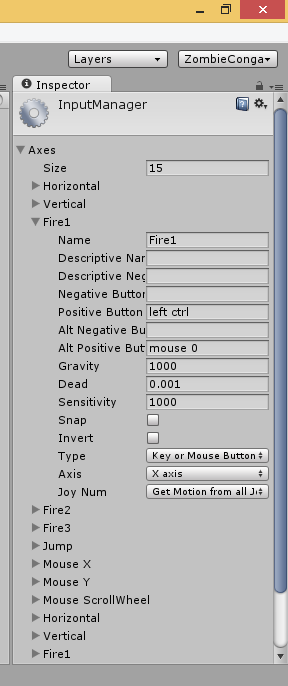 Layers ZombieConga
Inspector
InputManager
Axes
Size 15
Horizontal
Vertical
Fire1
Name Fire1
Descriptive Nar
Descriptive Neg
Negative Button
Positive Button left ctrl
Alt Negative Bu
Alt Positive But mouse 0
Gravity 1000
Dead 0.001
Sensitivity 1000
Snap
Invert
Type Key or Mouse Button
Axis X axis
Joy Num Get Motion from all Jo
Fire2
Fire3
Jump
Mouse X
Mouse Y
Mouse ScrollWheel
Horizontal
Vertical
Fire1